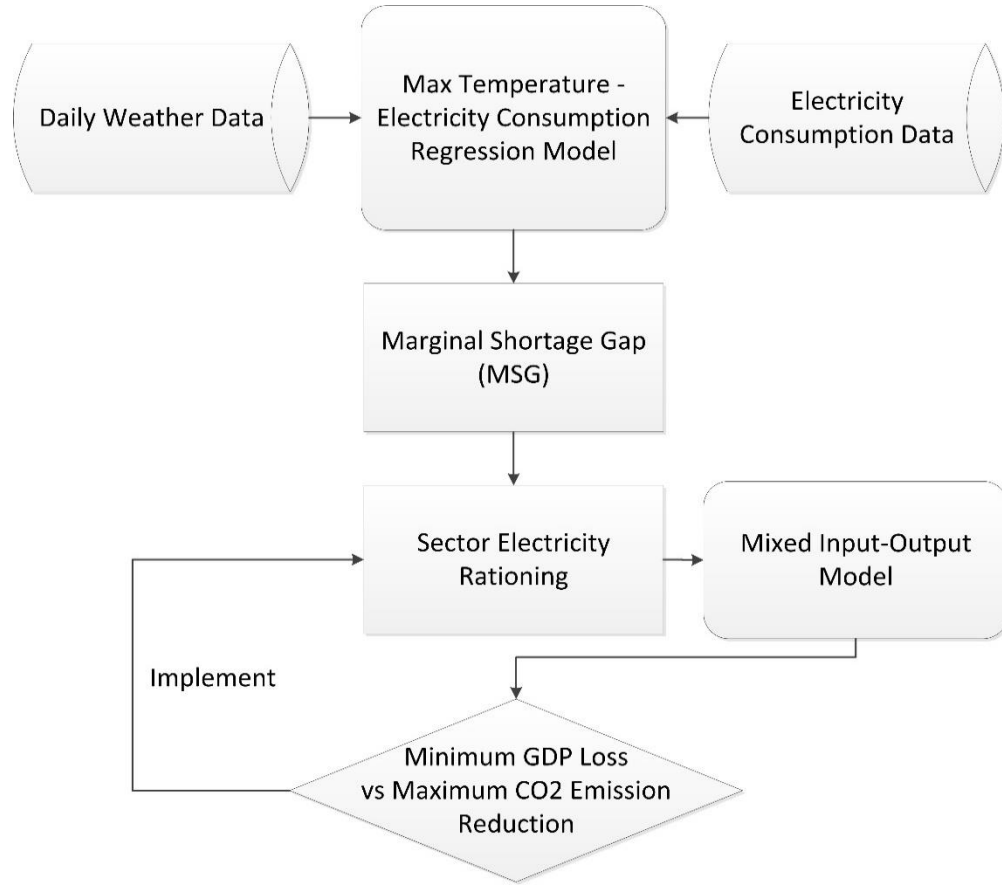 Daily Weather Data
Max Temperature -
Electricity Consumption
Regression Model
Electricity
Consumption Data
Marginal Shortage Gap
(MSG)
Sector Electricity
Rationing
Mixed Input-Output
Model
Implement
Minimum GDP Loss
vs Maximum CO2 Emission
Reduction